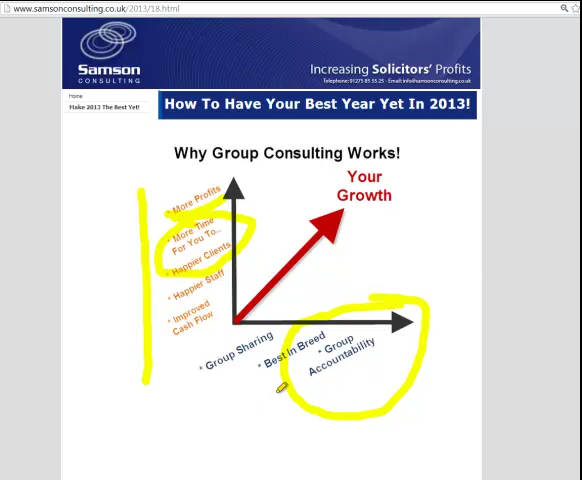 www.samsonconsulting.co.uk/2013/18.html
Samson
CONSULTING
Increasing Solicitors' Profits
Telephone: 01275 85 55 25 - Email: info@samsonconsulting.co.uk
Home
Make 2013 The Best Yet!
How To Have Your Best Year Yet In 2013!
Why Group Consulting Works!
Your
Growth
* More Profits
* More Time
For You To...
* Happier Clients
* Happier Staff
* Improved
Cash Flow
* Group Sharing
* Best In Breed
* Group
Accountability